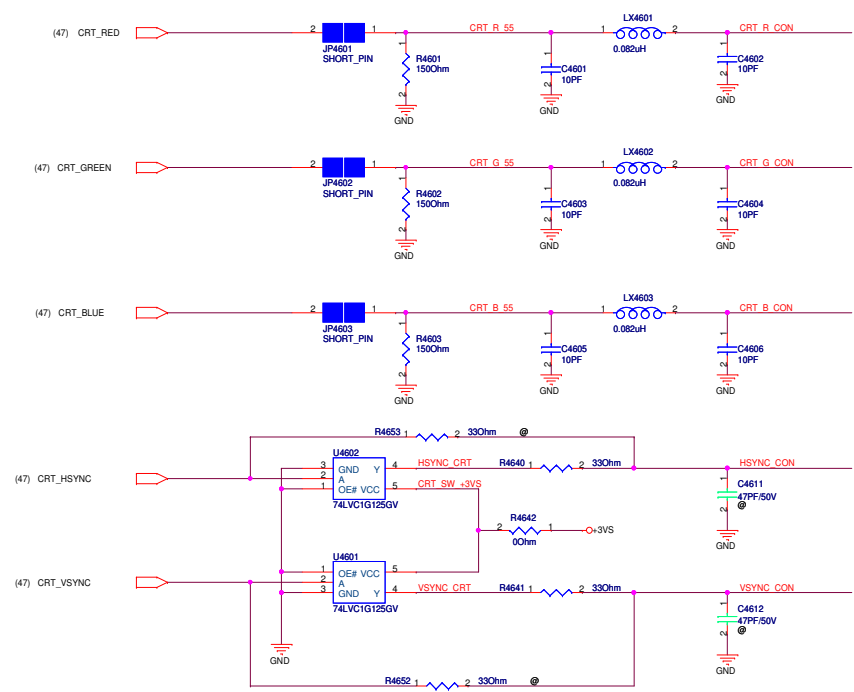 LX4601
(47) CRT_RED 2 1 CRT_R_55 1 2 CRT_R_CON
JP4601
SHORT_PIN
1 R4601
150Ohm
2
GND
1 C4601
10PF
2
GND
0.082uH
1 C4602
10PF
2
GND
LX4602
(47) CRT_GREEN 2 1 CRT_G_55 1 2 CRT_G_CON
JP4602
SHORT_PIN
1 R4602
150Ohm
2
GND
1 C4603
10PF
2
GND
0.082uH
1 C4604
10PF
2
GND
LX4603
(47) CRT_BLUE 2 1 CRT_B_55 1 2 CRT_B_CON
JP4603
SHORT_PIN
1 R4603
150Ohm
2
GND
1 C4605
10PF
2
GND
0.082uH
1 C4606
10PF
2
GND
R4653 1 2 33Ohm @
U4602
(47) CRT_HSYNC
3 GND Y 4 HSYNC_CRT R4640 1 2 33Ohm HSYNC_CON
2 A
1 OE# VCC 5 CRT_SW_+3VS
74LVC1G125GV
1 C4611
47PF/50V
2 @
GND
R4642
2 1 +3VS
0Ohm
U4601
1 OE# VCC 5
(47) CRT_VSYNC 2 A
3 GND Y 4 VSYNC_CRT R4641 1 2 33Ohm VSYNC_CON
74LVC1G125GV
1 C4612
47PF/50V
2 @
GND
GND
R4652 1 2 33Ohm @